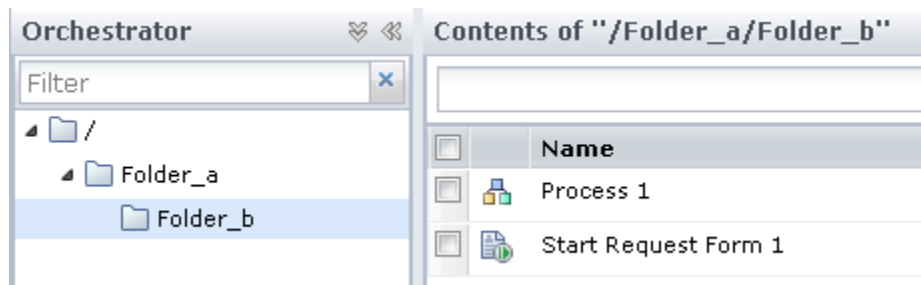 Orchestrator
Filter
/
Folder_a
Folder_b
Contents of "/Folder_a/Folder_b"
Name
Process 1
Start Request Form 1